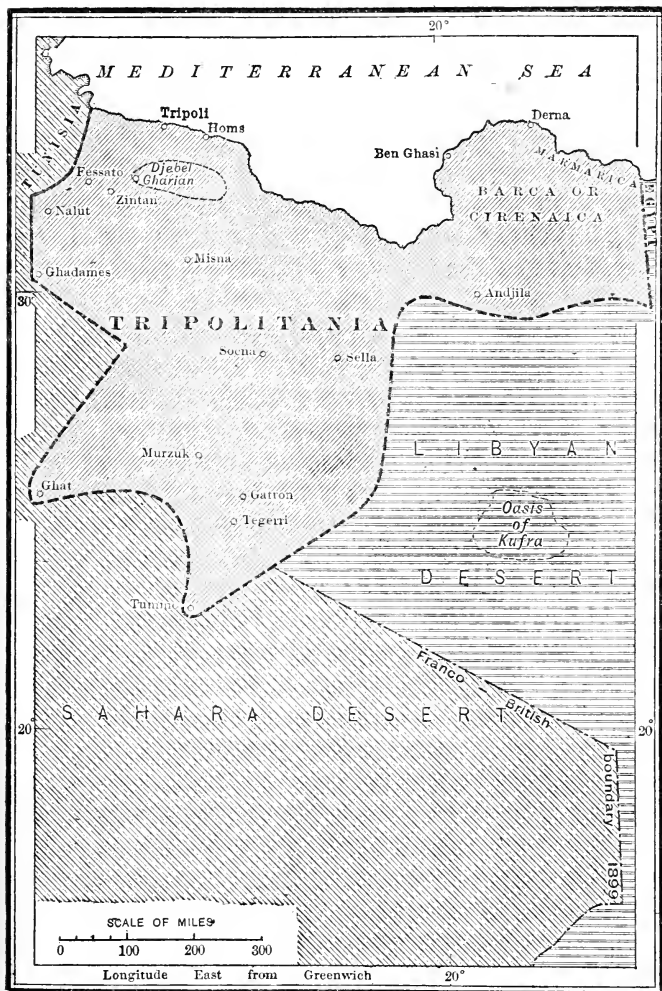 20°
MEDITERRANEAN SEA
Tripoli
Homs
Derna
Ben Ghasi
MARMARICA
TUNISIA
Fessato
Djebel
Gharian
Zintan
Nalut
BARCA OR
CIRENAICA
EGYPT
Misna
Ghadames
Andjila
30°
TRIPOLITANIA
Socna
Sella
Murzuk
LIBYAN
Ghat
Gatron
Tegerri
Oasis
of
Kufra
DESERT
Franco British
boundary
1899
SAHARA DESERT
20°
20°
SCALE OF MILES
0 100 200 300
Longitude East from Greenwich
20°